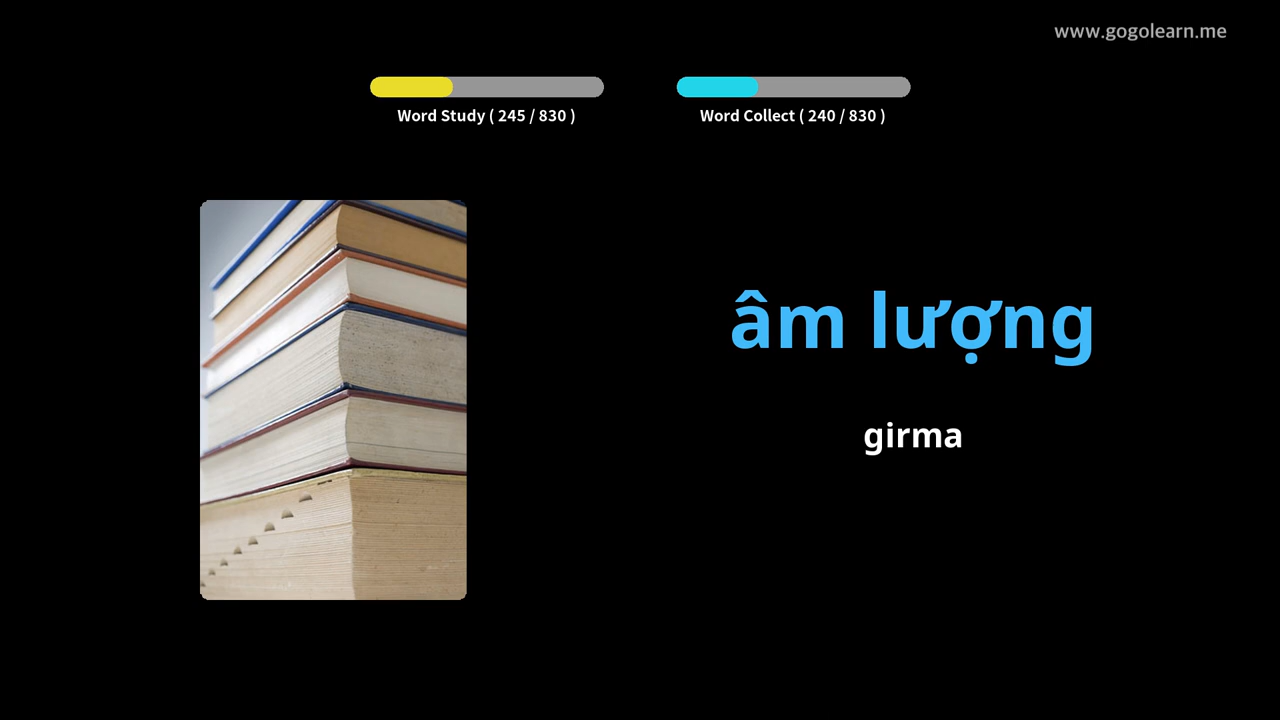 www.gogolearn.me
Word Study ( 245 / 830 )
Word Collect ( 240 / 830 )
âm lượng
girma